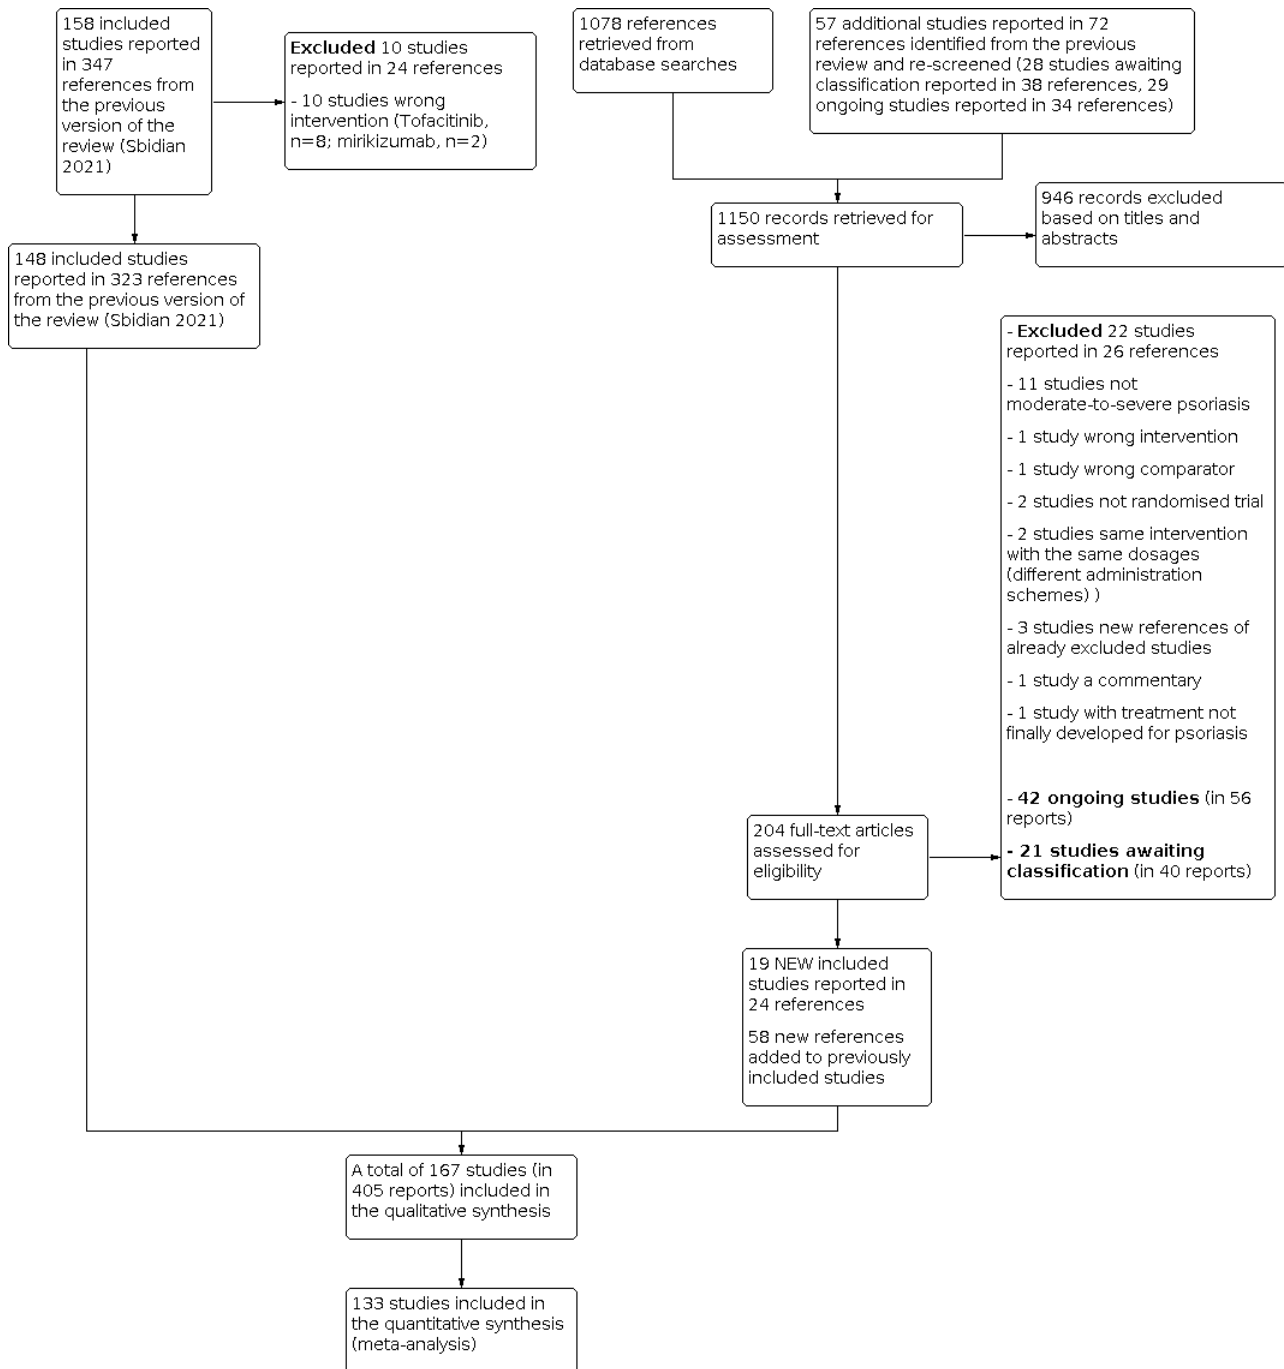 158 included
studies reported
in 347
references from
the previous
version of the
review (Sbidian
2021)
Excluded 10 studies
reported in 24 references
- 10 studies wrong
intervention (Tofacitinib,
n=8; mirikizumab, n=2)
1078 references
retrieved from
database searches
57 additional studies reported in 72
references identified from the previous
review and re-screened (28 studies awaiting
classification reported in 38 references, 29
ongoing studies reported in 34 references)
1150 records retrieved for
assessment
946 records excluded
based on titles and
abstracts
148 included studies
reported in 323 references
from the previous version of
the review (Sbidian 2021)
- Excluded 22 studies
reported in 26 references
- 11 studies not
moderate-to-severe psoriasis
- 1 study wrong intervention
- 1 study wrong comparator
- 2 studies not randomised trial
- 2 studies same intervention
with the same dosages
(different administration
schemes) )
- 3 studies new references of
already excluded studies
- 1 study a commentary
- 1 study with treatment not
finally developed for psoriasis
- 42 ongoing studies (in 56
reports)
- 21 studies awaiting
classification (in 40 reports)
204 full-text articles
assessed for
eligibility
19 NEW included
studies reported in
24 references
58 new references
added to previously
included studies
A total of 167 studies (in
405 reports) included in
the qualitative synthesis
133 studies included in
the quantitative synthesis
(meta-analysis)